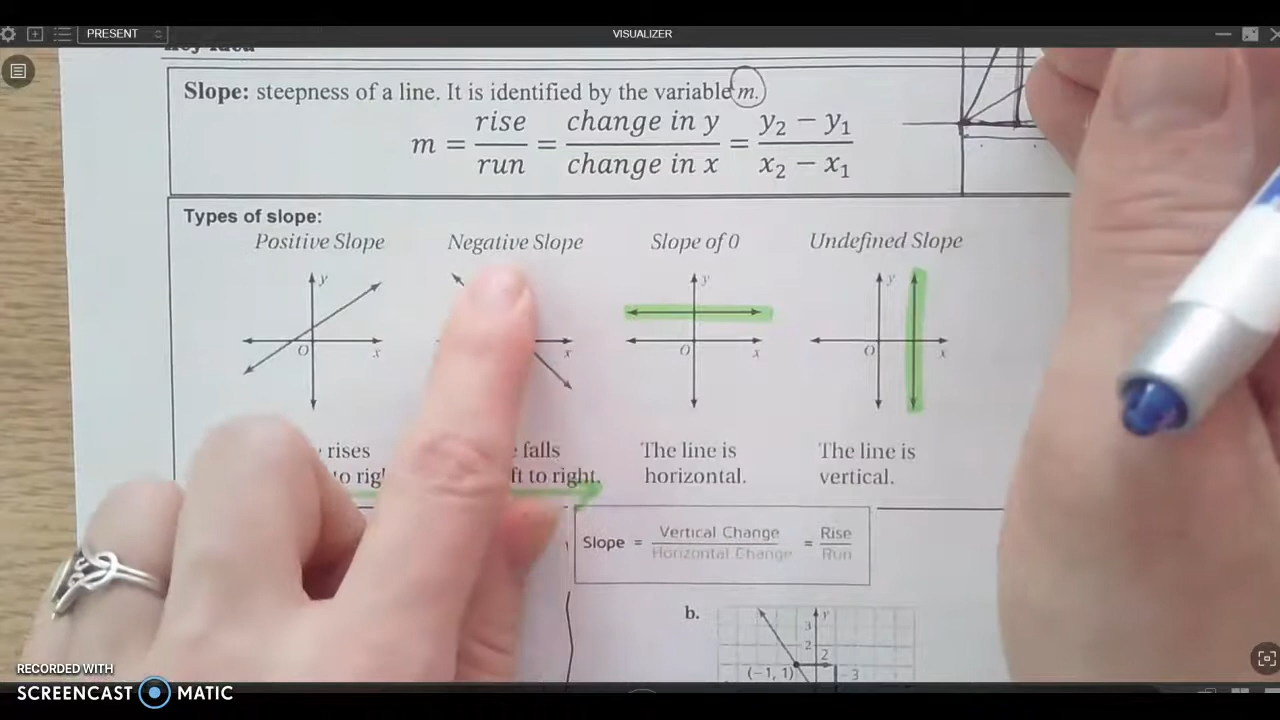 PRESENT
VISUALIZER
Key Idea
Slope: steepness of a line. It is identified by the variable m.
m = rise/run = change in y/change in x = y₂ − y₁/x₂ − x₁
Types of slope:
Positive Slope Negative Slope Slope of 0 Undefined Slope
y y y
O x x O x O x
rises falls The line is The line is
to right. horizontal. vertical.
Slope = Vertical Change/Horizontal Change = Rise/Run
b.
y
3
2
2
(−1, 1) −3
RECORDED WITH
SCREENCAST MATIC